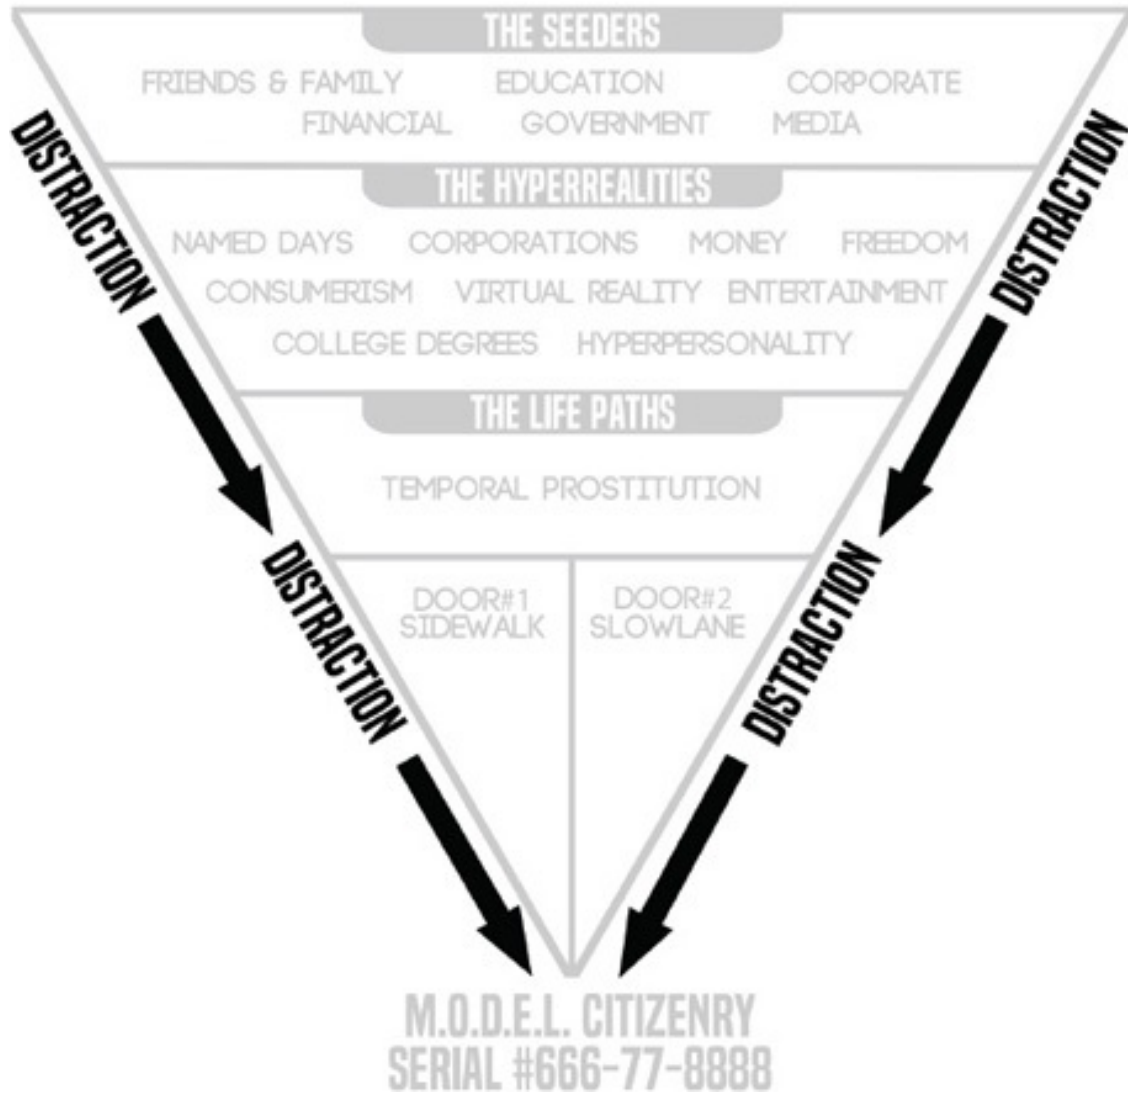 THE SEEDERS
FRIENDS & FAMILY EDUCATION CORPORATE
FINANCIAL GOVERNMENT MEDIA
DISTRACTION
DISTRACTION
THE HYPERREALITIES
NAMED DAYS CORPORATIONS MONEY FREEDOM
CONSUMERISM VIRTUAL REALITY ENTERTAINMENT
COLLEGE DEGREES HYPERPERSONALITY
THE LIFE PATHS
TEMPORAL PROSTITUTION
DISTRACTION
DISTRACTION
DOOR#1
SIDEWALK
DOOR#2
SLOWLANE
M.O.D.E.L. CITIZENRY
SERIAL #666-77-8888